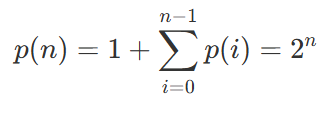 p(n) = 1 + \sum_{i=0}^{n-1} p(i) = 2^n